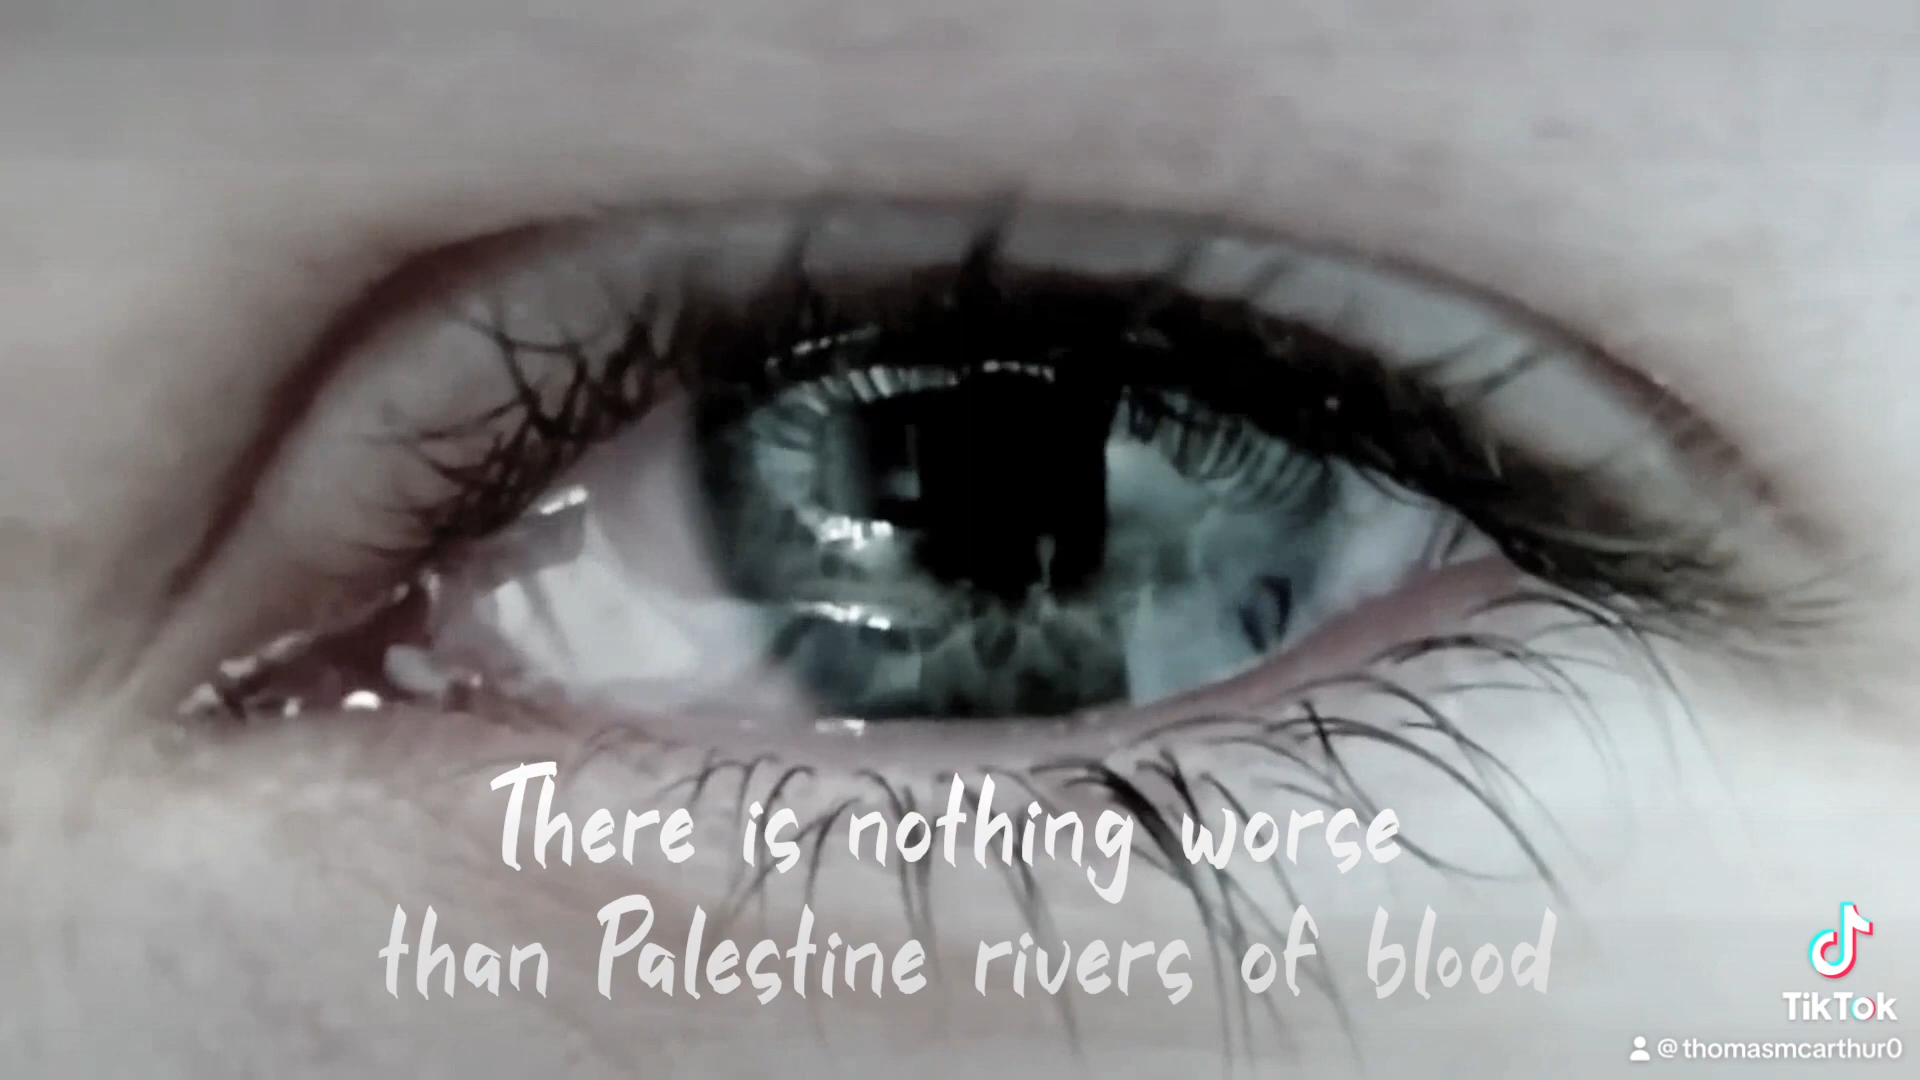 There is nothing worse
than Palestine rivers of blood
TikTok
@thomasmcarthur0